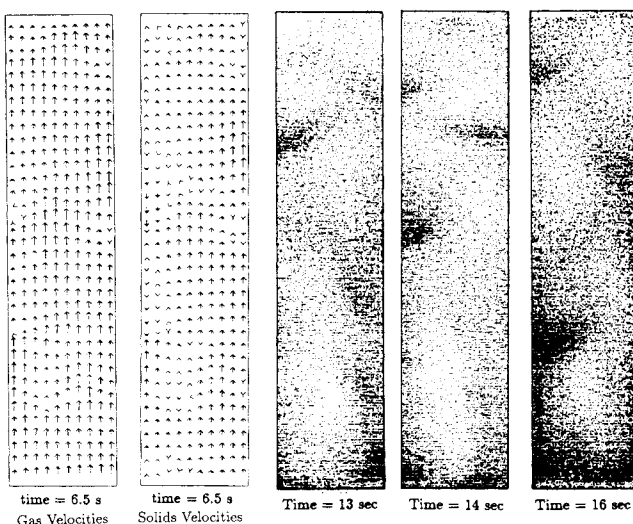 time = 6.5 s
Gas Velocities
time = 6.5 s
Solids Velocities
Time = 13 sec
Time = 14 sec
Time = 16 sec